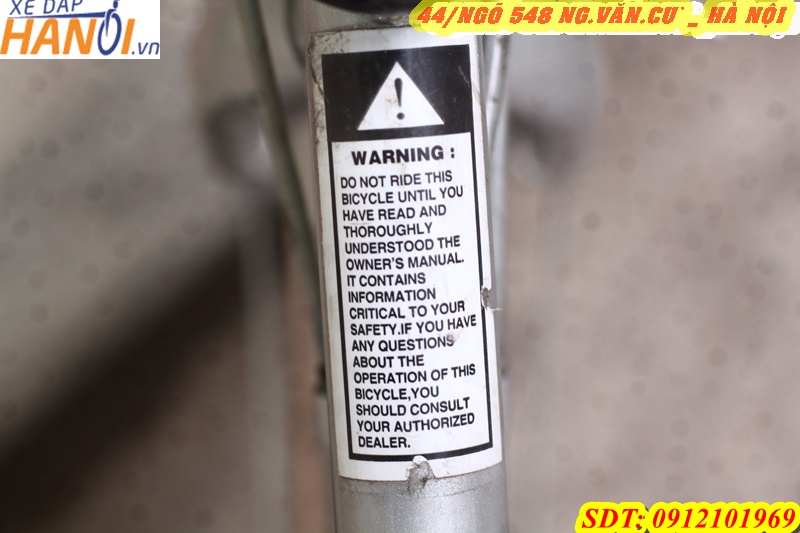 XE ĐẠP
HANỘI.vn
44/NGÕ 548 NG.VĂN.CỪ _ HÀ NỘI
WARNING :
DO NOT RIDE THIS
BICYCLE UNTIL YOU
HAVE READ AND
THOROUGHLY
UNDERSTOOD THE
OWNER'S MANUAL.
IT CONTAINS
INFORMATION
CRITICAL TO YOUR
SAFETY.IF YOU HAVE
ANY QUESTIONS
ABOUT THE
OPERATION OF THIS
BICYCLE,YOU
SHOULD CONSULT
YOUR AUTHORIZED
DEALER.
SDT: 0912101969